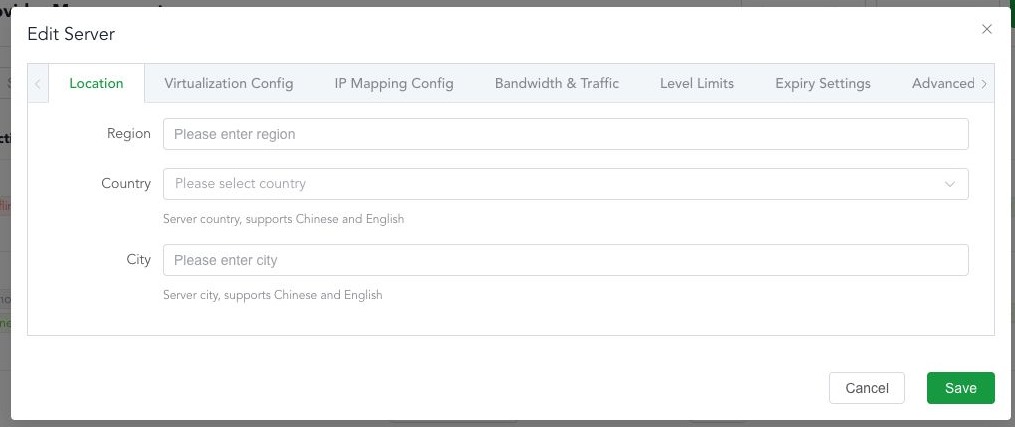 Edit Server
Location Virtualization Config IP Mapping Config Bandwidth & Traffic Level Limits Expiry Settings Advanced
Region Please enter region
Country Please select country
Server country, supports Chinese and English
City Please enter city
Server city, supports Chinese and English
Cancel Save